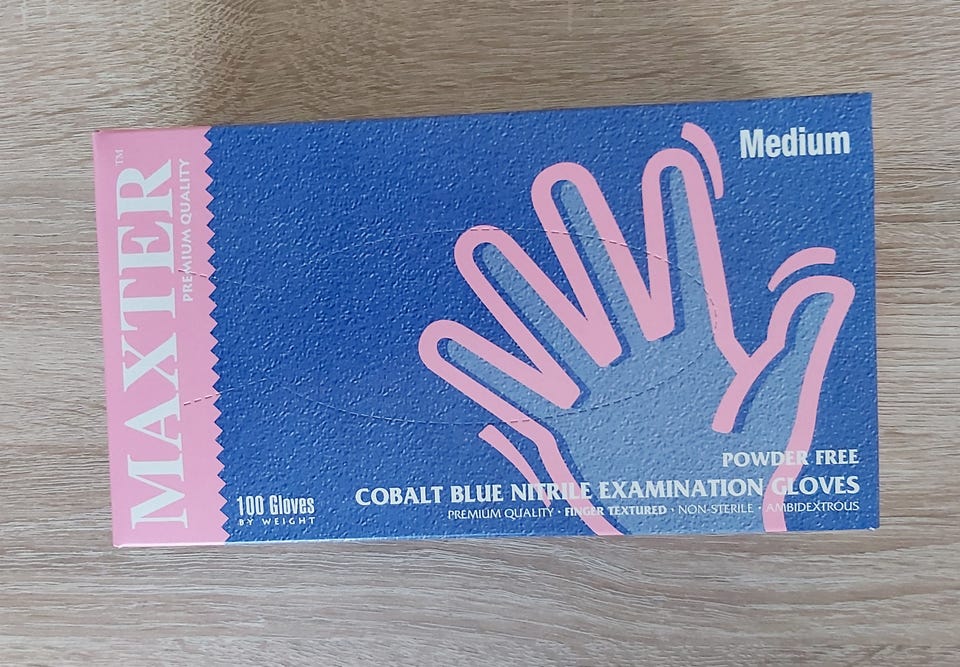 MAXTER™
PREMIUM QUALITY
Medium
100 Gloves
BY WEIGHT
POWDER FREE
COBALT BLUE NITRILE EXAMINATION GLOVES
PREMIUM QUALITY · FINGER TEXTURED · NON-STERILE · AMBIDEXTROUS